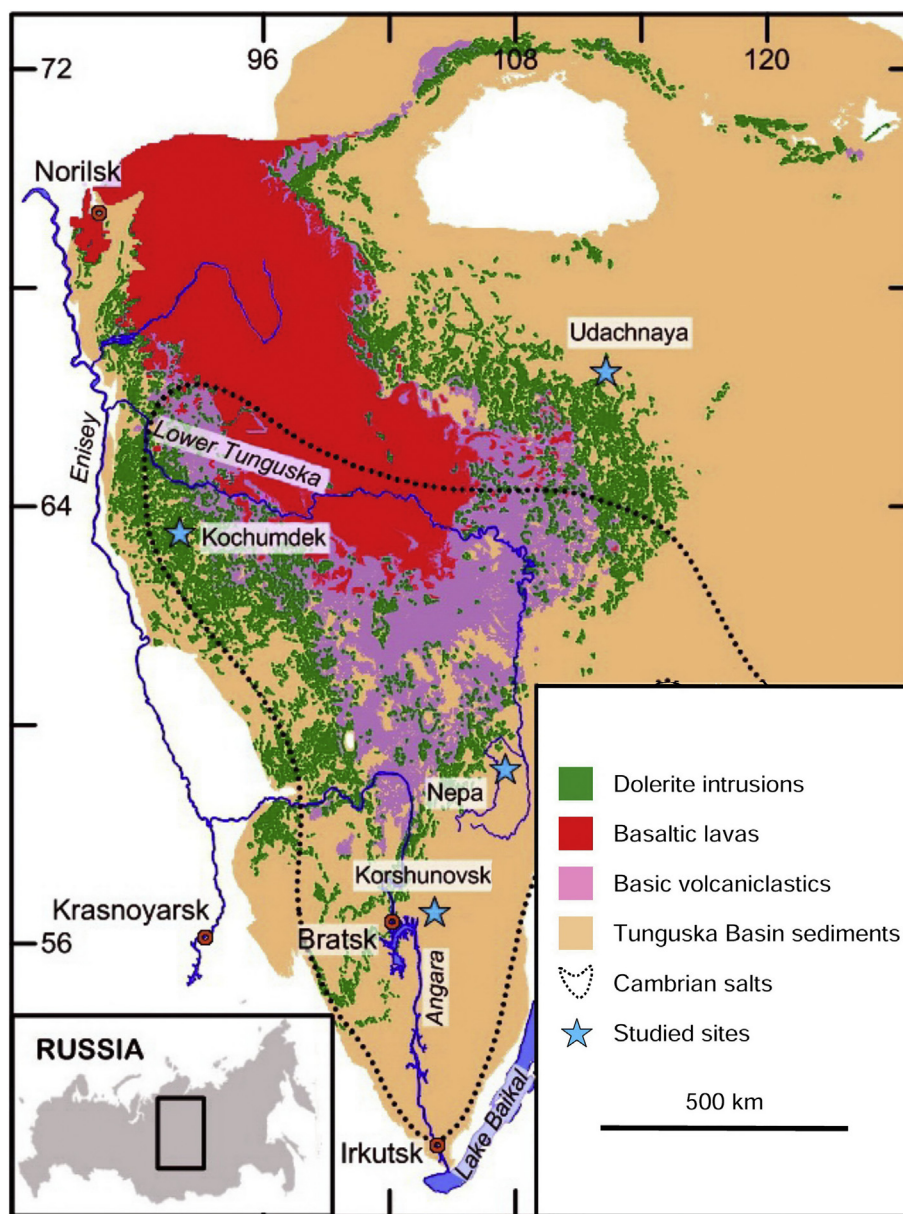 96
108
120
72
Norilsk
Udachnaya
Enisey
Lower Tunguska
64
Kochumdek
Nepa
Korshunovsk
Krasnoyarsk
Bratsk
56
Angara
Irkutsk
Lake Baikal
RUSSIA
Dolerite intrusions
Basaltic lavas
Basic volcaniclastics
Tunguska Basin sediments
Cambrian salts
Studied sites
500 km